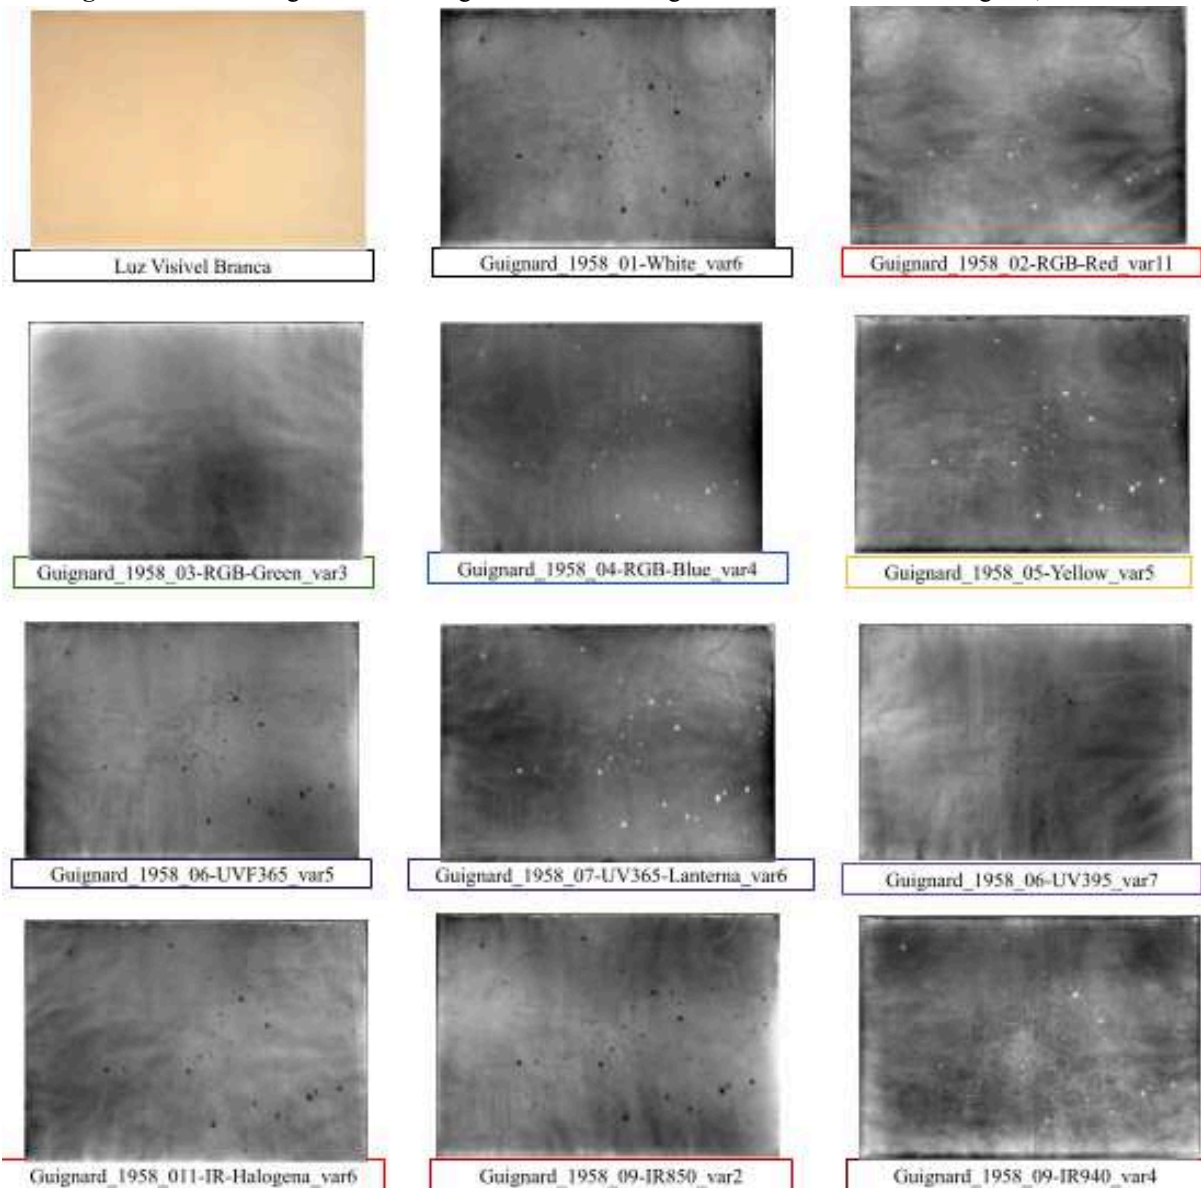 Luz Visível Branca
Guignard_1958_01-White_var6
Guignard_1958_02-RGB-Red_var11
Guignard_1958_03-RGB-Green_var3
Guignard_1958_04-RGB-Blue_var4
Guignard_1958_05-Yellow_var5
Guignard_1958_06-UVF365_var5
Guignard_1958_07-UV365-Lanterna_var6
Guignard_1958_06-UV395_var7
Guignard_1958_011-IR-Halogena_var6
Guignard_1958_09-IR850_var2
Guignard_1958_09-IR940_var4